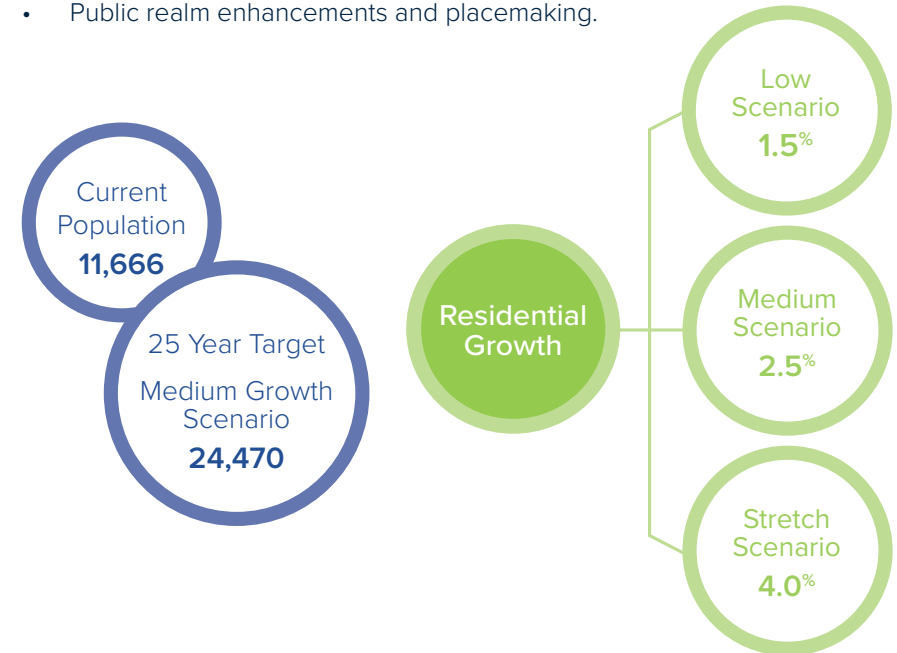 • Public realm enhancements and placemaking.
Current
Population
11,666
25 Year Target
Medium Growth
Scenario
24,470
Residential
Growth
Low
Scenario
1.5%
Medium
Scenario
2.5%
Stretch
Scenario
4.0%